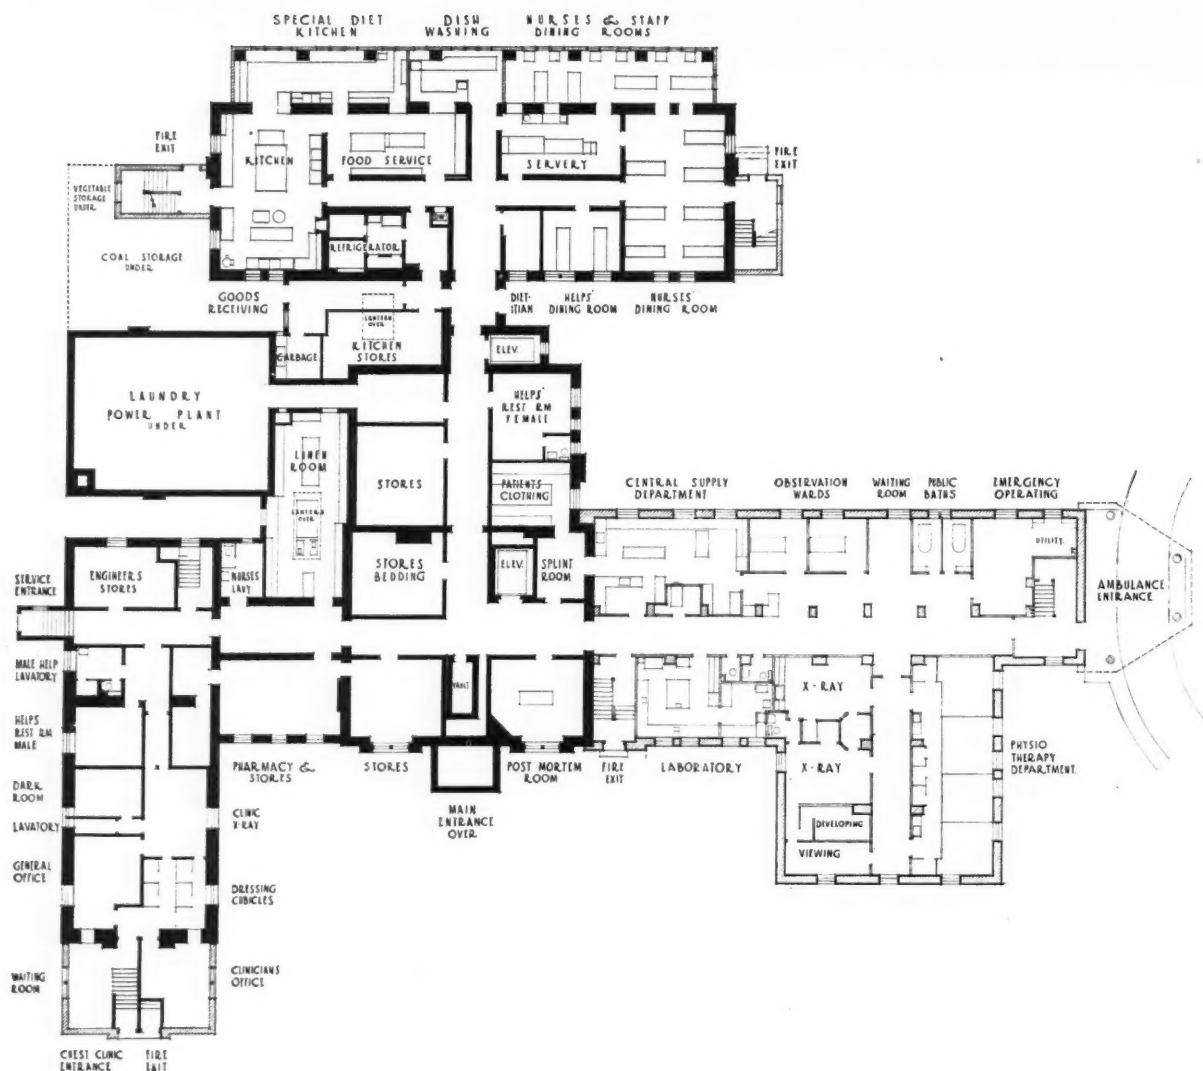 SPECIAL DIET
KITCHEN
DISH
WASHING
NURSES & STAFF
DINING ROOMS
FIRE
EXIT
KITCHEN
FOOD SERVICE
SERVERY
FIRE
EXIT
VEGETABLE
STORAGE
UNDER
COAL STORAGE
UNDER
REFRIGERATOR
GOODS
RECEIVING
LANTERN
OVER
DIET-
ITIAN
HELPS'
DINING ROOM
NURSES'
DINING ROOM
GARBAGE
KITCHEN
STORES
ELEV.
LAUNDRY
POWER PLANT
UNDER
HELPS'
REST RM
FEMALE
LINEN
ROOM
LANTERN
OVER
STORES
PATIENTS
CLOTHING
CENTRAL SUPPLY
DEPARTMENT
OBSERVATION
WARDS
WAITING
ROOM
PUBLIC
BATHS
EMERGENCY
OPERATING
UTILITY.
SERVICE
ENTRANCE
ENGINEERS
STORES
NURSES
LAVY
STORES
BEDDING
ELEV.
SPLINT
ROOM
AMBULANCE
ENTRANCE
MALE HELP
LAVATORY
VAULT
X-RAY
HELPS
REST RM
MALE
PHARMACY &
STORES
STORES
POST MORTEM
ROOM
FIRE
EXIT
LABORATORY
X-RAY
PHYSIO
THERAPY
DEPARTMENT.
DARK
ROOM
LAVATORY
CLINIC
X-RAY
MAIN
ENTRANCE
OVER
DEVELOPING
VIEWING
GENERAL
OFFICE
DRESSING
CUBICLES
WAITING
ROOM
CLINICIANS
OFFICE
CHEST CLINIC
ENTRANCE
FIRE
EXIT